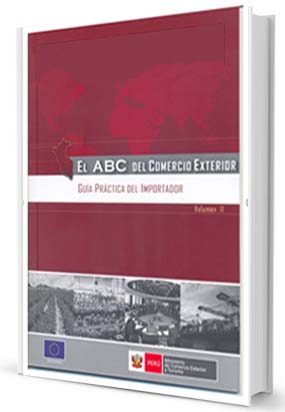 EL ABC DEL COMERCIO EXTERIOR
GUÍA PRÁCTICA DEL IMPORTADOR
Volumen II
PERÚ
Ministerio
de Comercio Exterior
y Turismo